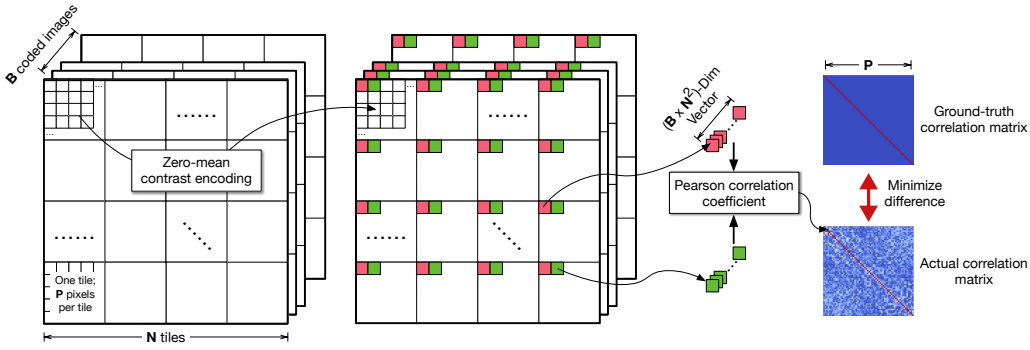 B coded images
...
......
Zero-mean
contrast encoding
...
......
......
One tile;
P pixels
per tile
N tiles
...
......
...
......
......
(B x N²)-Dim
Vector
Pearson correlation
coefficient
P
Ground-truth
correlation matrix
Minimize
difference
Actual correlation
matrix